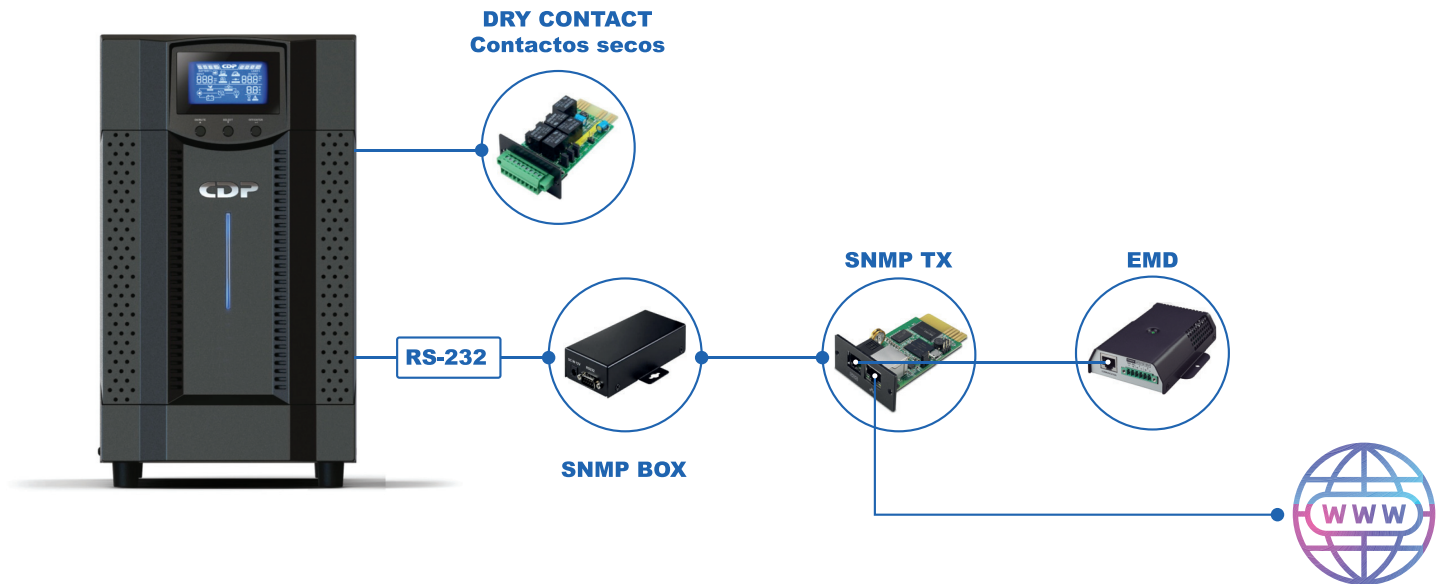 DRY CONTACT
Contactos secos
CDP
CDP
SNMP TX
EMD
RS-232
SNMP BOX
WWW